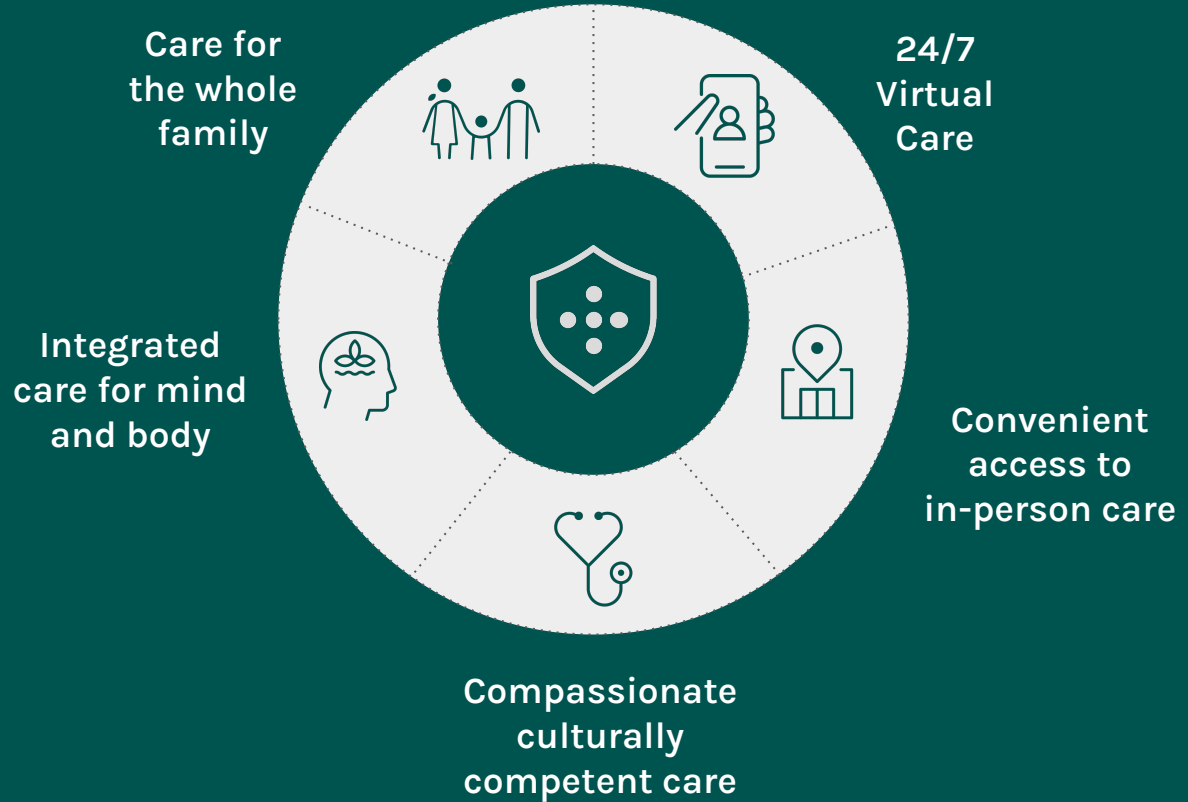 Care for
the whole
family
24/7
Virtual
Care
Integrated
care for mind
and body
Convenient
access to
in-person care
Compassionate
culturally
competent care